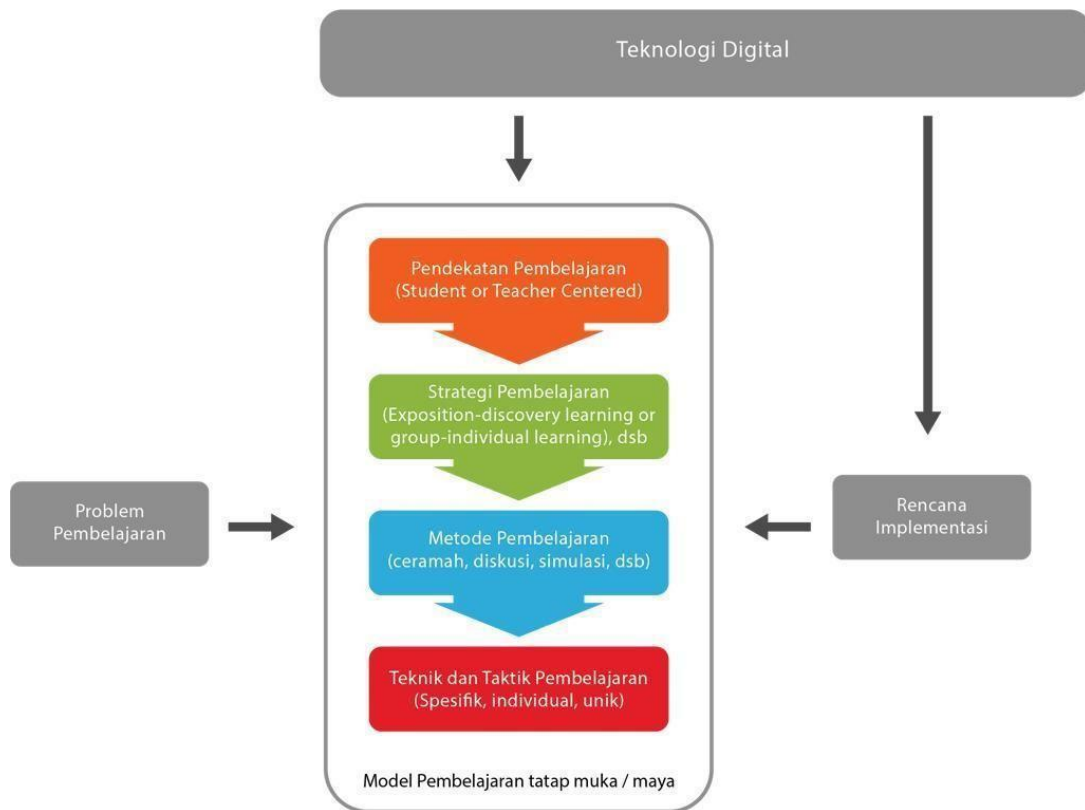 Teknologi Digital
Pendekatan Pembelajaran
(Student or Teacher Centered)
Strategi Pembelajaran
(Exposition-discovery learning or
group-individual learning), dsb
Problem
Pembelajaran
Metode Pembelajaran
(ceramah, diskusi, simulasi, dsb)
Rencana
Implementasi
Teknik dan Taktik Pembelajaran
(Spesifik, individual, unik)
Model Pembelajaran tatap muka / maya